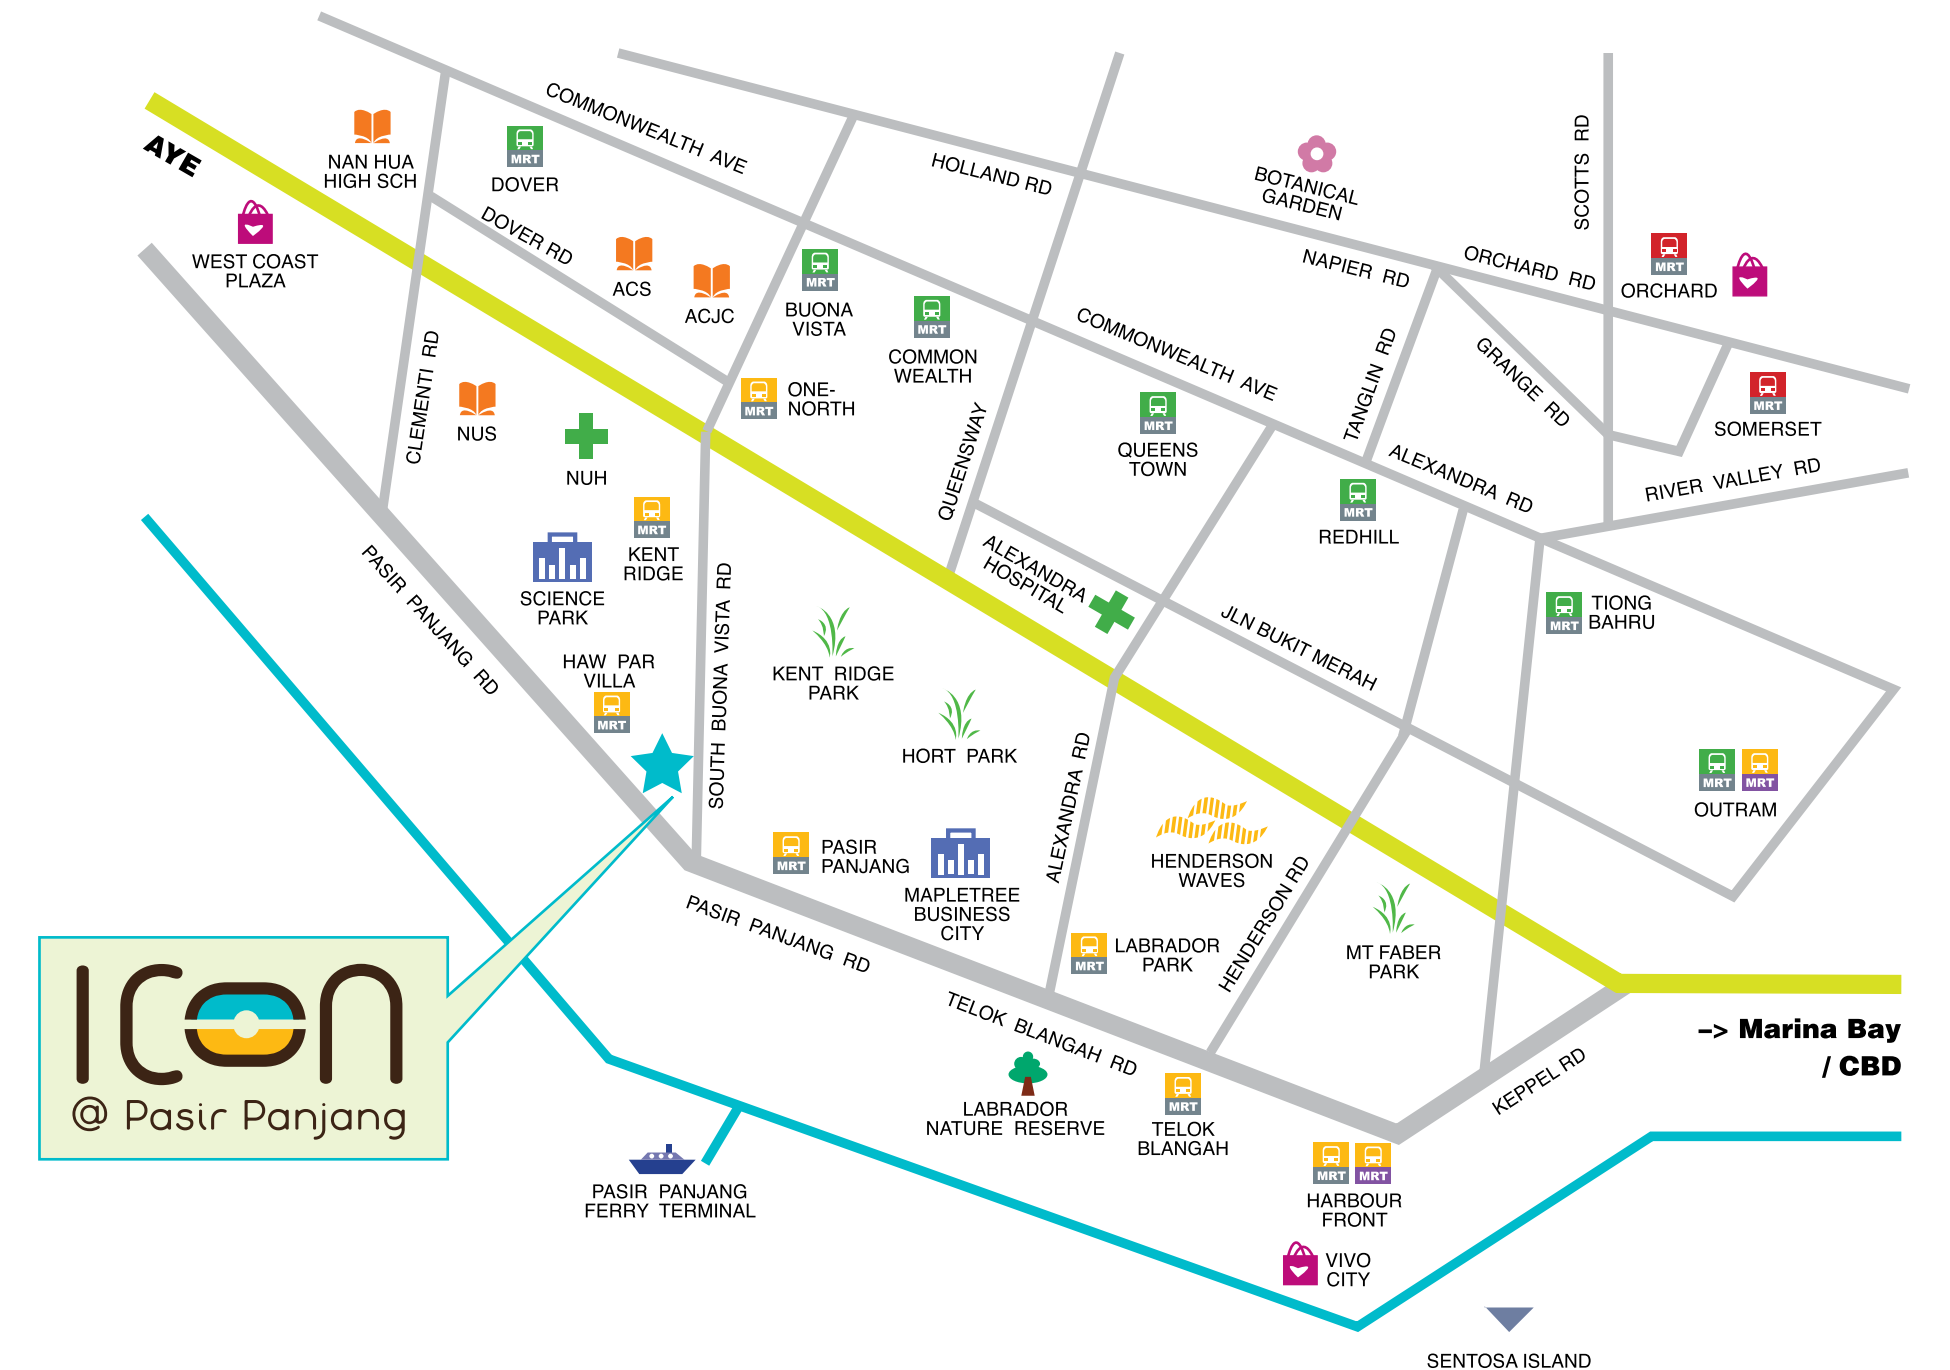 COMMONWEALTH AVE
HOLLAND RD
SCOTTS RD
AYE
NAN HUA
HIGH SCH
MRT
DOVER
DOVER RD
WEST COAST
PLAZA
ACS
ACJC
MRT
BUONA
VISTA
MRT
COMMON
WEALTH
BOTANICAL
GARDEN
NAPIER RD
ORCHARD RD
MRT
ORCHARD
CLEMENTI RD
NUS
NUH
MRT
ONE-
NORTH
QUEENSWAY
COMMONWEALTH AVE
MRT
QUEENS
TOWN
TANGLIN RD
GRANGE RD
MRT
SOMERSET
ALEXANDRA RD
RIVER VALLEY RD
MRT
REDHILL
PASIR PANJANG RD
SCIENCE
PARK
MRT
KENT
RIDGE
SOUTH BUONA VISTA RD
ALEXANDRA
HOSPITAL
JLN BUKIT MERAH
MRT
TIONG
BAHRU
HAW PAR
VILLA
MRT
KENT RIDGE
PARK
HORT PARK
ALEXANDRA RD
MRT
MRT
OUTRAM
MRT
PASIR
PANJANG
MAPLETREE
BUSINESS
CITY
HENDERSON
WAVES
HENDERSON RD
MT FABER
PARK
PASIR PANJANG RD
MRT
LABRADOR
PARK
TELOK BLANGAH RD
KEPPEL RD
–> Marina Bay
/ CBD
ICON
@ Pasir Panjang
LABRADOR
NATURE RESERVE
MRT
TELOK
BLANGAH
PASIR PANJANG
FERRY TERMINAL
MRT
MRT
HARBOUR
FRONT
VIVO
CITY
SENTOSA ISLAND